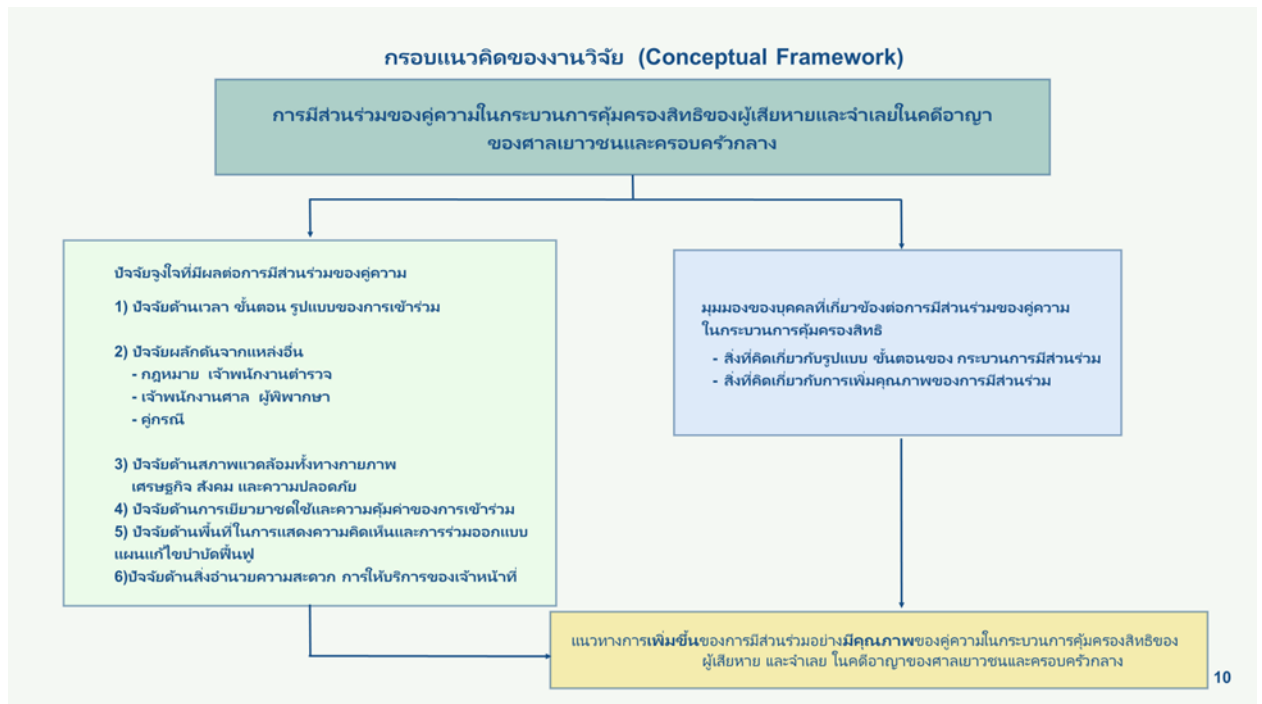 กรอบแนวคิดของงานวิจัย (Conceptual Framework)
การมีส่วนร่วมของคู่ความในกระบวนการคุ้มครองสิทธิของผู้เสียหายและจำเลยในคดีอาญา
ของศาลเยาวชนและครอบครัวกลาง
ปัจจัยจูงใจที่มีผลต่อการมีส่วนร่วมของคู่ความ
1) ปัจจัยด้านเวลา ขั้นตอน รูปแบบของการเข้าร่วม
2) ปัจจัยผลักดันจากแหล่งอื่น
- กฎหมาย เจ้าพนักงานตำรวจ
- เจ้าพนักงานศาล ผู้พิพากษา
- คู่กรณี
3) ปัจจัยด้านสภาพแวดล้อมทั้งทางกายภาพ
เศรษฐกิจ สังคม และความปลอดภัย
4) ปัจจัยด้านการเยียวยาชดใช้และความคุ้มค่าของการเข้าร่วม
5) ปัจจัยด้านพื้นที่ในการแสดงความคิดเห็นและการร่วมออกแบบ
แผนแก้ไขบำบัดฟื้นฟู
6)ปัจจัยด้านสิ่งอำนวยความสะดวก การให้บริการของเจ้าหน้าที่
มุมมองของบุคคลที่เกี่ยวข้องต่อการมีส่วนร่วมของคู่ความ
ในกระบวนการคุ้มครองสิทธิ
- สิ่งที่คิดเกี่ยวกับรูปแบบ ขั้นตอนของ กระบวนการมีส่วนร่วม
- สิ่งที่คิดเกี่ยวกับการเพิ่มคุณภาพของการมีส่วนร่วม
แนวทางการเพิ่มขึ้นของการมีส่วนร่วมอย่างมีคุณภาพของคู่ความในกระบวนการคุ้มครองสิทธิของ
ผู้เสียหาย และจำเลย ในคดีอาญาของศาลเยาวชนและครอบครัวกลาง
10